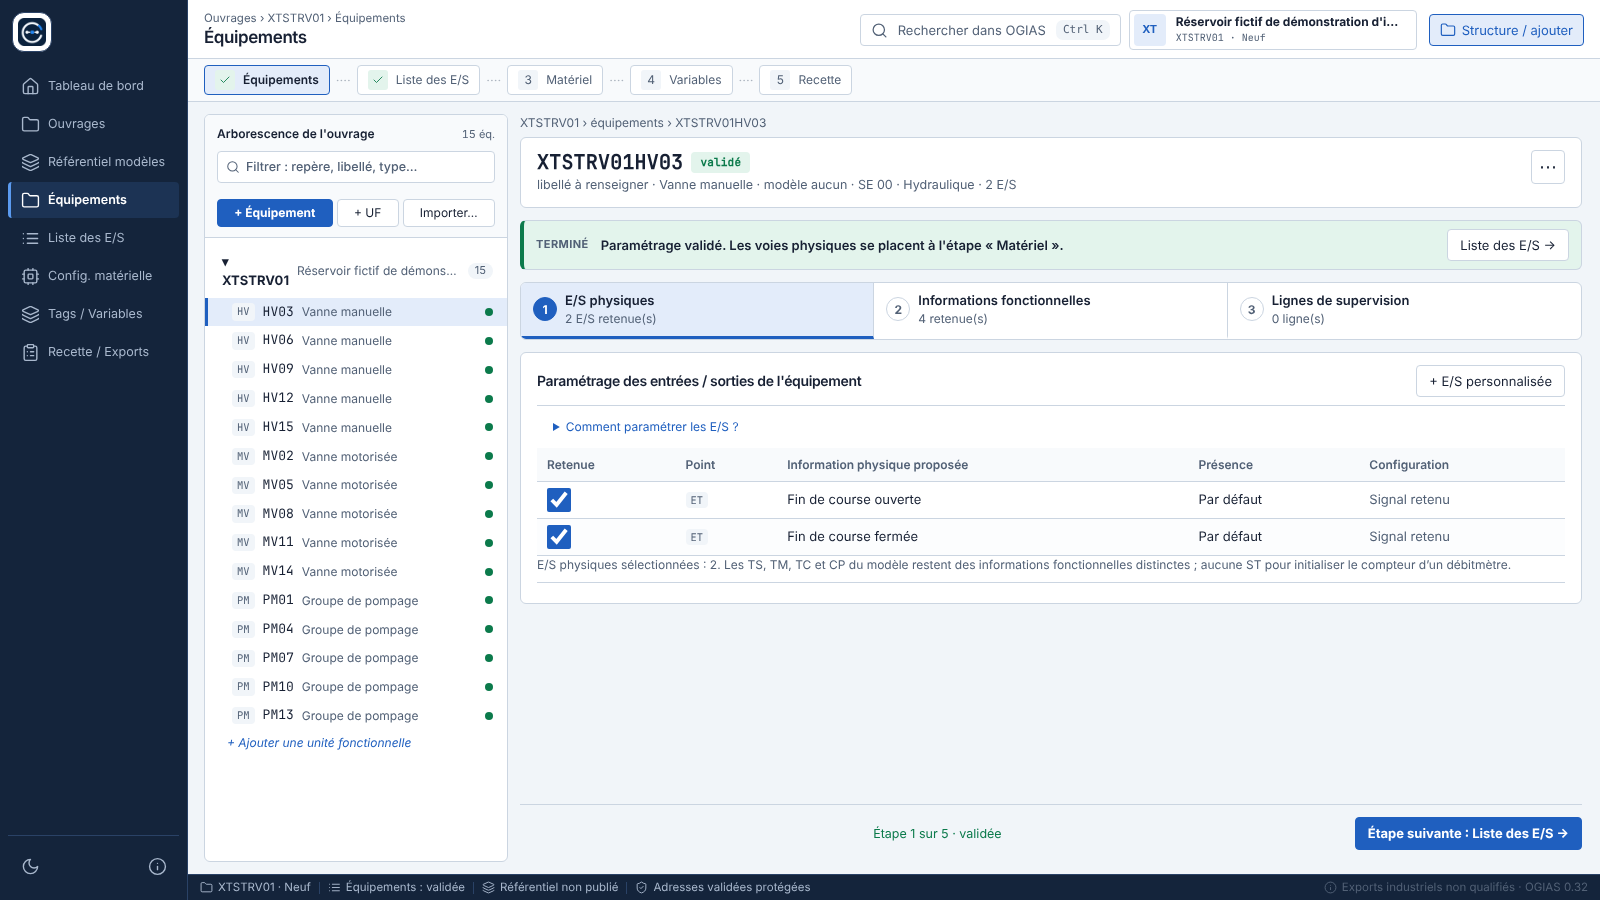 Tableau de bord
Ouvrages
Référentiel modèles
Équipements
Liste des E/S
Config. matérielle
Tags / Variables
Recette / Exports
Ouvrages › XTSTRV01 › Équipements
Équipements
Rechercher dans OGIAS Ctrl K
XT Réservoir fictif de démonstration d'i...
XTSTRV01 · Neuf
Structure / ajouter
Équipements
Liste des E/S
3 Matériel
4 Variables
5 Recette
Arborescence de l'ouvrage 15 éq.
Filtrer : repère, libellé, type...
+ Équipement
+ UF
Importer...
▾
XTSTRV01 Réservoir fictif de démons... 15
HV HV03 Vanne manuelle
HV HV06 Vanne manuelle
HV HV09 Vanne manuelle
HV HV12 Vanne manuelle
HV HV15 Vanne manuelle
MV MV02 Vanne motorisée
MV MV05 Vanne motorisée
MV MV08 Vanne motorisée
MV MV11 Vanne motorisée
MV MV14 Vanne motorisée
PM PM01 Groupe de pompage
PM PM04 Groupe de pompage
PM PM07 Groupe de pompage
PM PM10 Groupe de pompage
PM PM13 Groupe de pompage
+ Ajouter une unité fonctionnelle
XTSTRV01 › équipements › XTSTRV01HV03
XTSTRV01HV03 validé
libellé à renseigner · Vanne manuelle · modèle aucun · SE 00 · Hydraulique · 2 E/S
...
TERMINÉ Paramétrage validé. Les voies physiques se placent à l'étape « Matériel ».
Liste des E/S →
1 E/S physiques
2 E/S retenue(s)
2 Informations fonctionnelles
4 retenue(s)
3 Lignes de supervision
0 ligne(s)
Paramétrage des entrées / sorties de l'équipement
+ E/S personnalisée
▶ Comment paramétrer les E/S ?
Retenue Point Information physique proposée Présence Configuration
ET Fin de course ouverte Par défaut Signal retenu
ET Fin de course fermée Par défaut Signal retenu
E/S physiques sélectionnées : 2. Les TS, TM, TC et CP du modèle restent des informations fonctionnelles distinctes ; aucune ST pour initialiser le compteur d'un débitmètre.
Étape 1 sur 5 · validée
Étape suivante : Liste des E/S →
XTSTRV01 · Neuf
Équipements : validée
Référentiel non publié
Adresses validées protégées
Exports industriels non qualifiés · OGIAS 0.32